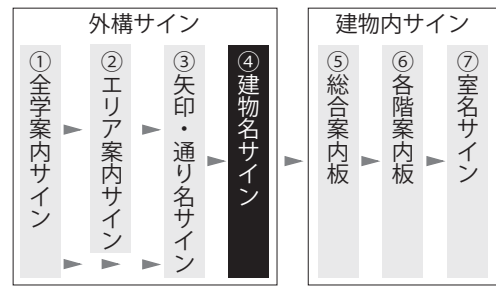 外構サイン
①全学案内サイン
②エリア案内サイン
③矢印・通り名サイン
④建物名サイン
建物内サイン
⑤総合案内板
⑥各階案内板
⑦室名サイン